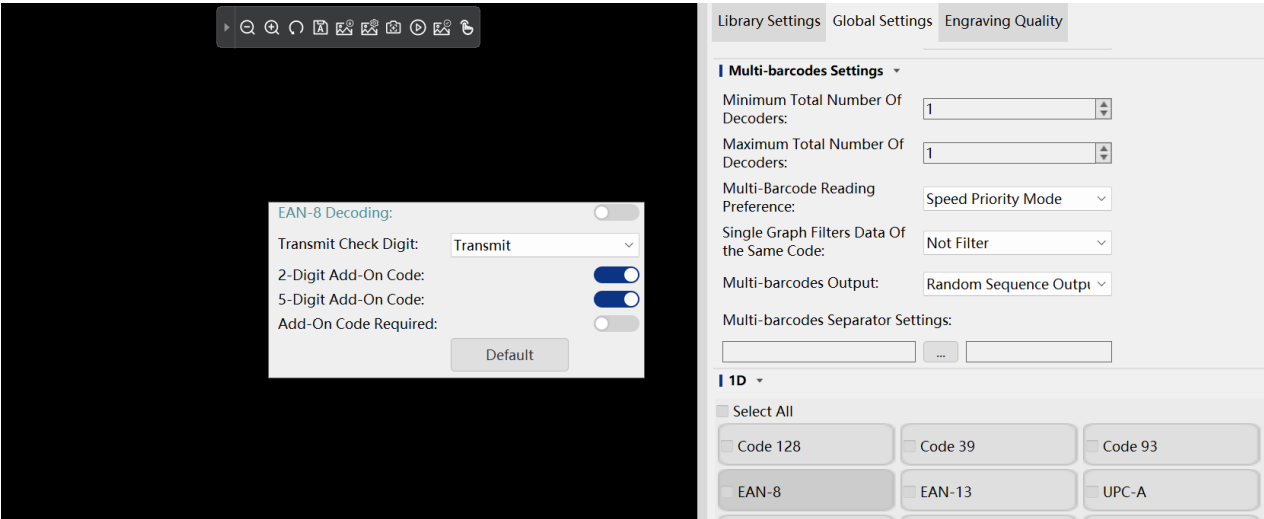 Library Settings Global Settings Engraving Quality
Multi-barcodes Settings
Minimum Total Number Of
Decoders:
1
Maximum Total Number Of
Decoders:
1
Multi-Barcode Reading
Preference:
Speed Priority Mode
Single Graph Filters Data Of
the Same Code:
Not Filter
Multi-barcodes Output:
Random Sequence Outpu
Multi-barcodes Separator Settings:
...
1D
Select All
Code 128 Code 39 Code 93
EAN-8 EAN-13 UPC-A
EAN-8 Decoding:
Transmit Check Digit: Transmit
2-Digit Add-On Code:
5-Digit Add-On Code:
Add-On Code Required:
Default